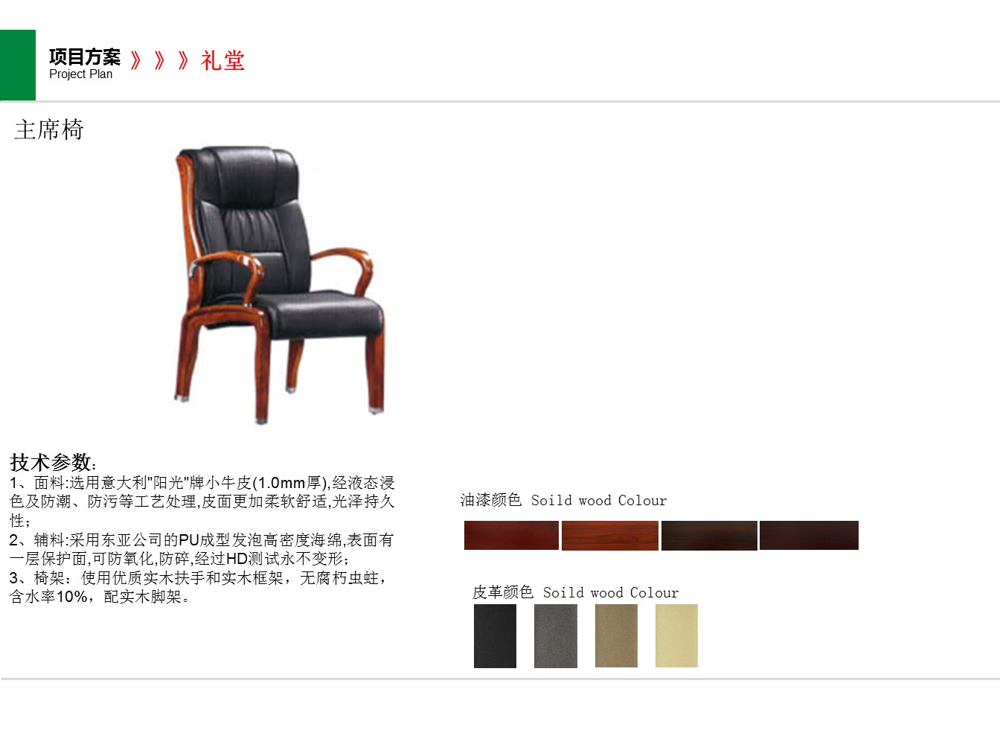 项目方案 》》》礼堂
Project Plan
主席椅
技术参数:
1、面料:选用意大利"阳光"牌小牛皮(1.0mm厚),经液态浸
色及防潮、防污等工艺处理,皮面更加柔软舒适,光泽持久
性；
2、辅料:采用东亚公司的PU成型发泡高密度海绵,表面有
一层保护面,可防氧化,防碎,经过HD测试永不变形；
3、椅架：使用优质实木扶手和实木框架，无腐朽虫蛀，
含水率10%，配实木脚架。
油漆颜色 Soild wood Colour
皮革颜色 Soild wood Colour